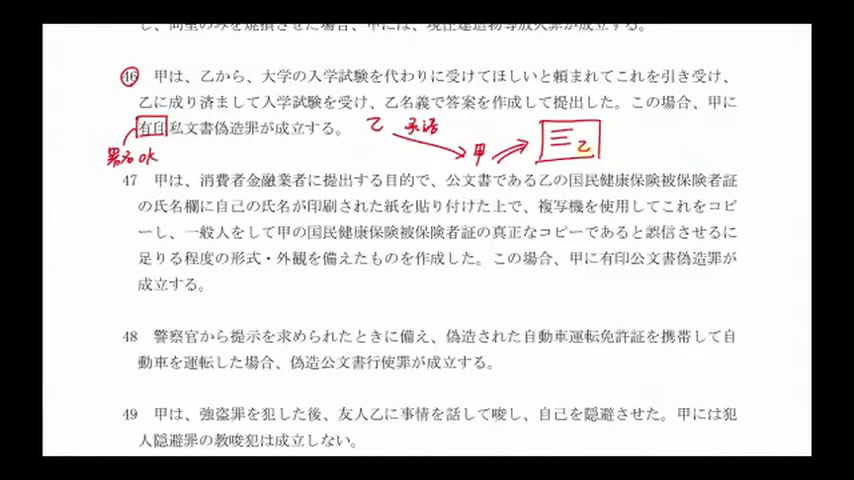 し、同室のみを焼損させた場合、甲には、現住建造物等放火罪が成立する。
46 甲は、乙から、大学の入学試験を代わりに受けてほしいと頼まれてこれを引き受け、
乙に成り済まして入学試験を受け、乙名義で答案を作成して提出した。この場合、甲に
有印私文書偽造罪が成立する。
乙 承諾
甲
乙
署名OK
47 甲は、消費者金融業者に提出する目的で、公文書である乙の国民健康保険被保険者証
の氏名欄に自己の氏名が印刷された紙を貼り付けた上で、複写機を使用してこれをコピ
ーし、一般人をして甲の国民健康保険被保険者証の真正なコピーであると誤信させるに
足りる程度の形式・外観を備えたものを作成した。この場合、甲に有印公文書偽造罪が
成立する。
48 警察官から提示を求められたときに備え、偽造された自動車運転免許証を携帯して自
動車を運転した場合、偽造公文書行使罪が成立する。
49 甲は、強盗罪を犯した後、友人乙に事情を話して唆し、自己を隠避させた。甲には犯
人隠避罪の教唆犯は成立しない。